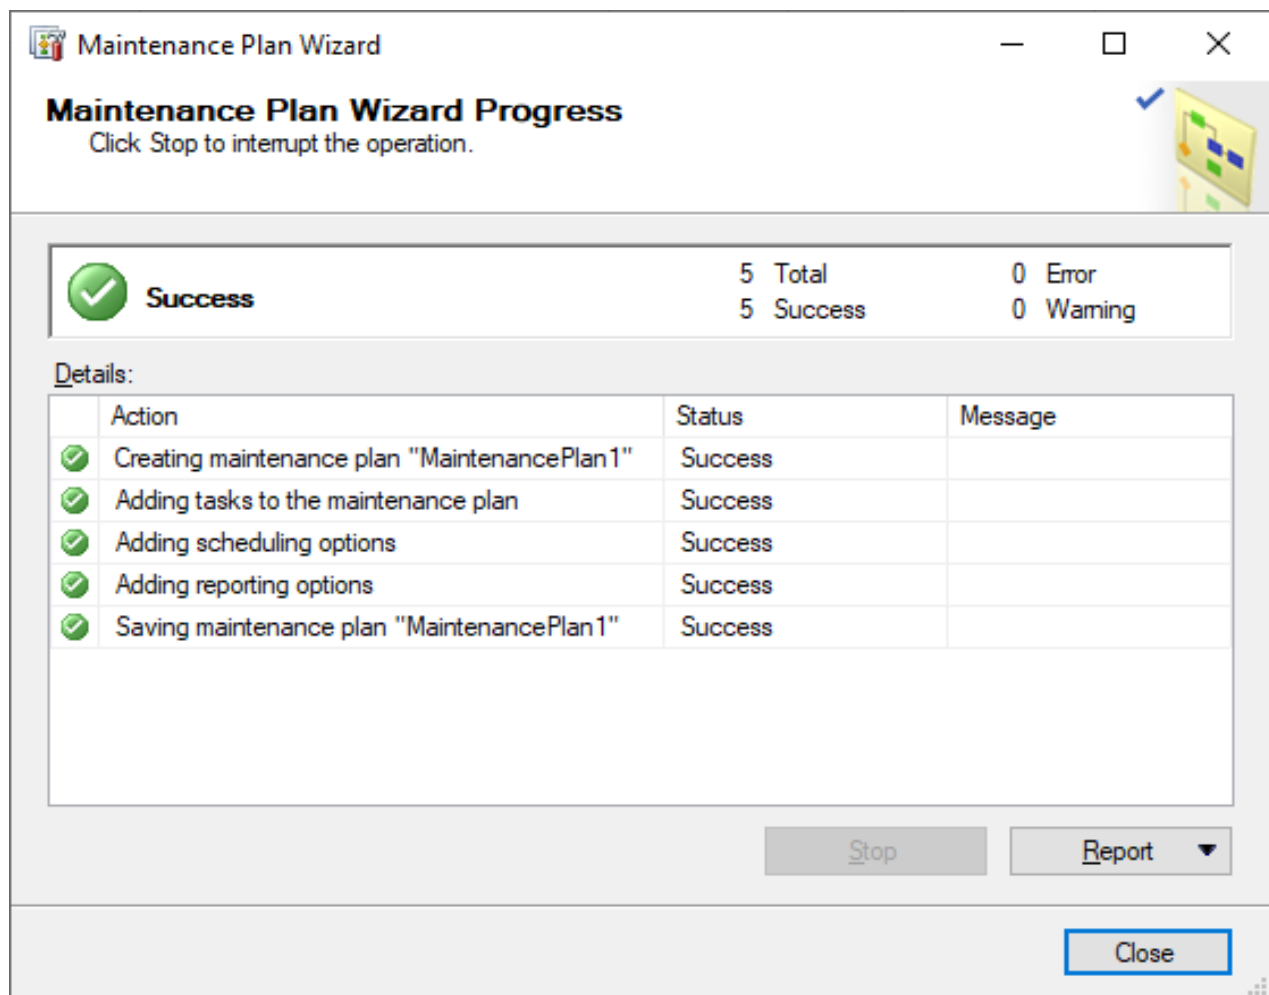 Maintenance Plan Wizard
Maintenance Plan Wizard Progress
Click Stop to interrupt the operation.
Success 5 Total 0 Error
5 Success 0 Warning
Details:
Action Status Message
Creating maintenance plan "MaintenancePlan1" Success
Adding tasks to the maintenance plan Success
Adding scheduling options Success
Adding reporting options Success
Saving maintenance plan "MaintenancePlan1" Success
Stop Report
Close